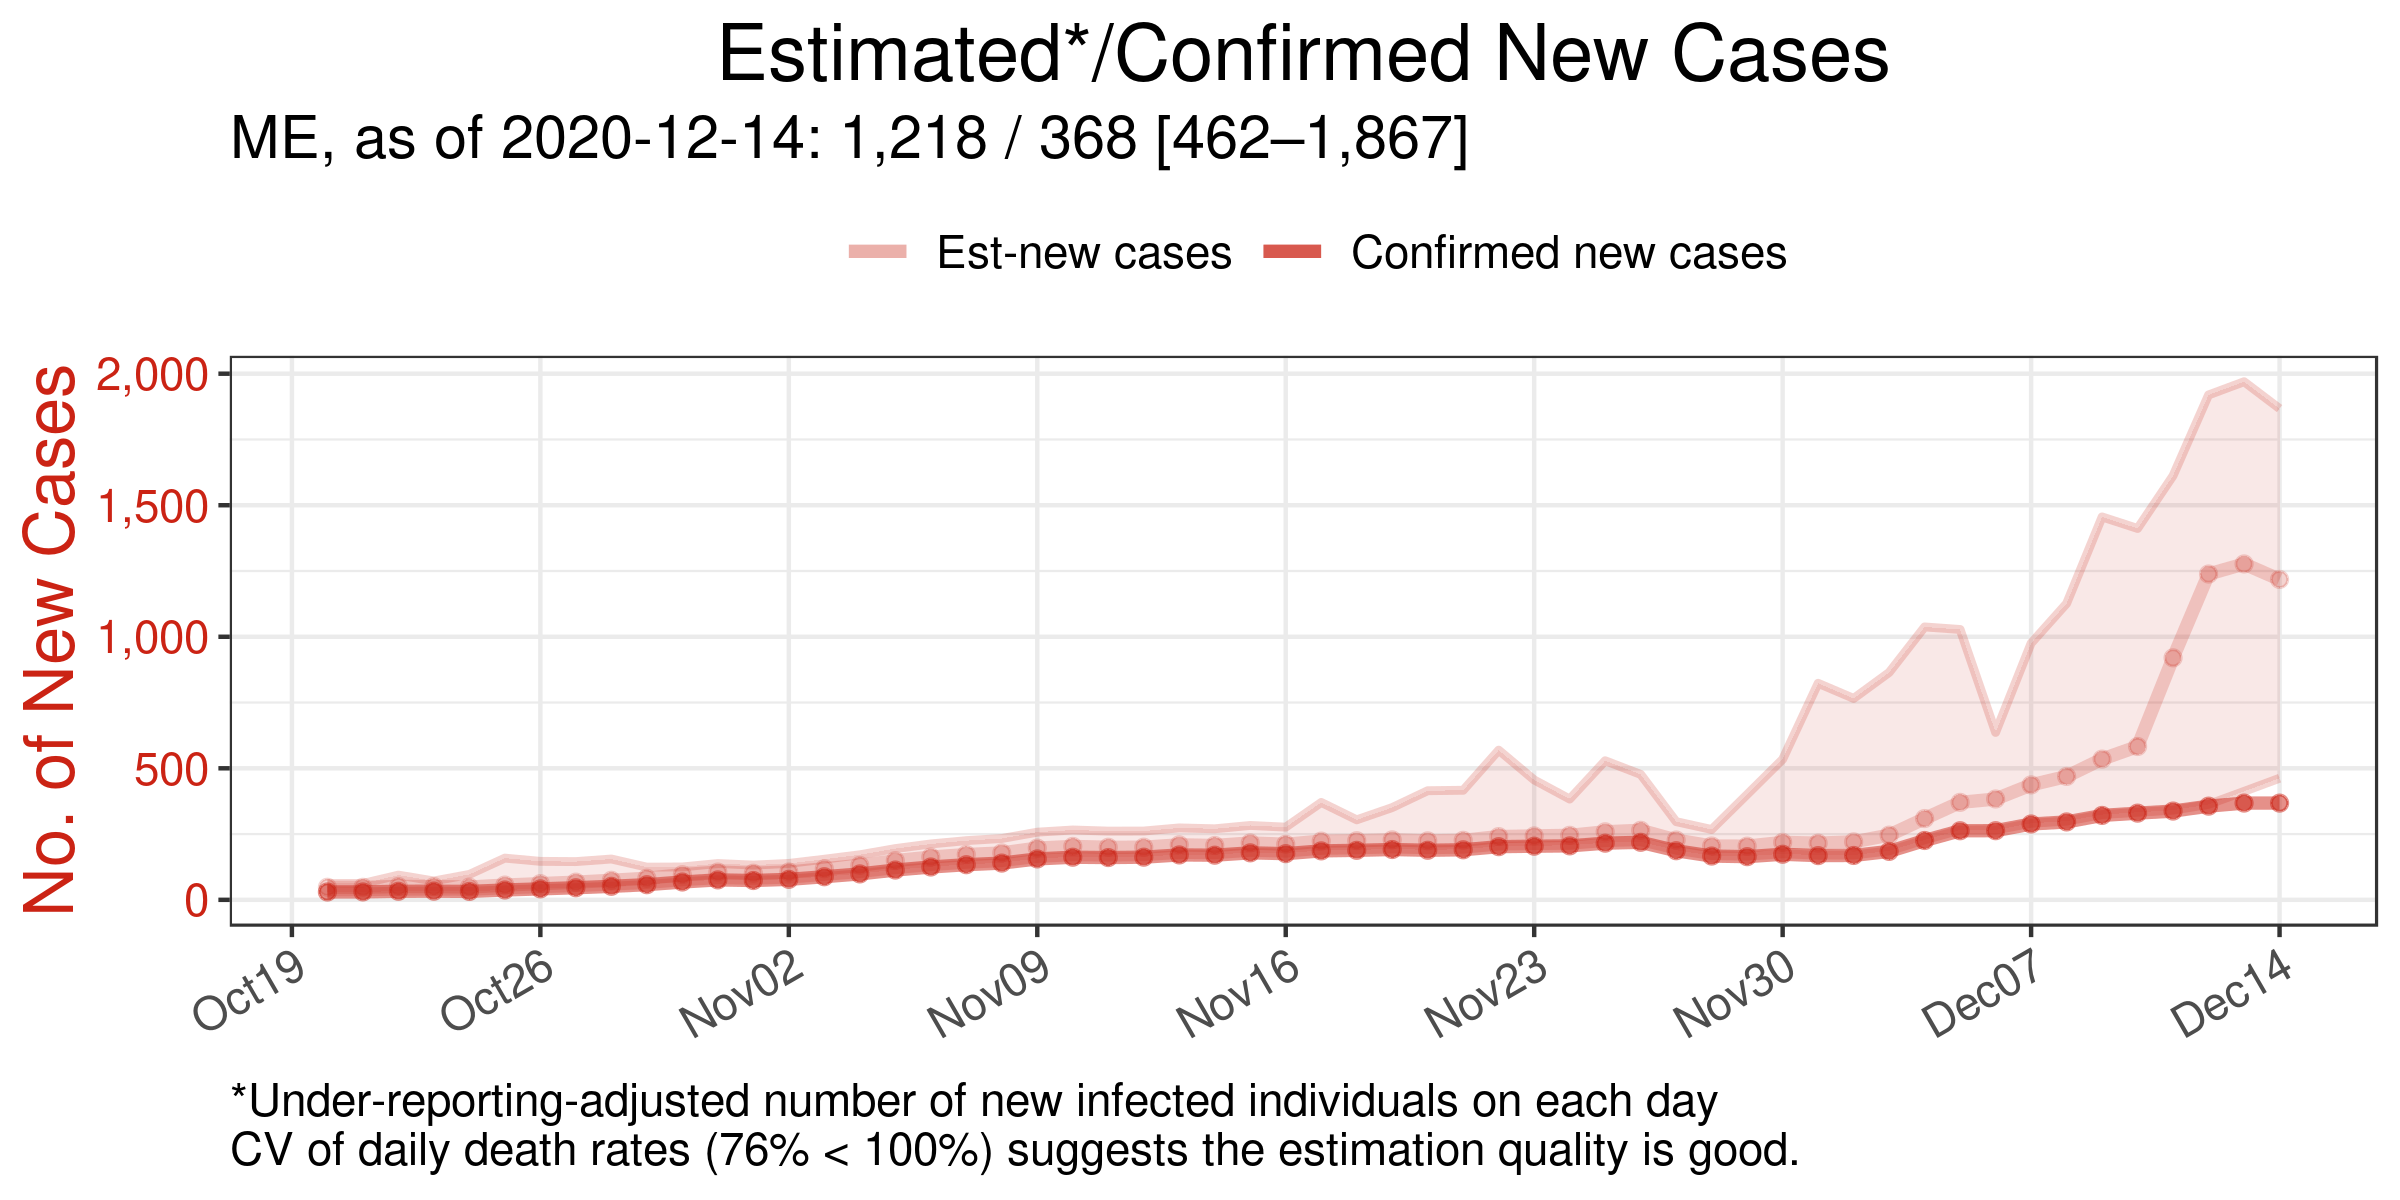 Estimated*/Confirmed New Cases
ME, as of 2020-12-14: 1,218 / 368 [462–1,867]
Est-new cases
Confirmed new cases
No. of New Cases
2,000
1,500
1,000
500
0
Oct19
Oct26
Nov02
Nov09
Nov16
Nov23
Nov30
Dec07
Dec14
*Under-reporting-adjusted number of new infected individuals on each day
CV of daily death rates (76% < 100%) suggests the estimation quality is good.